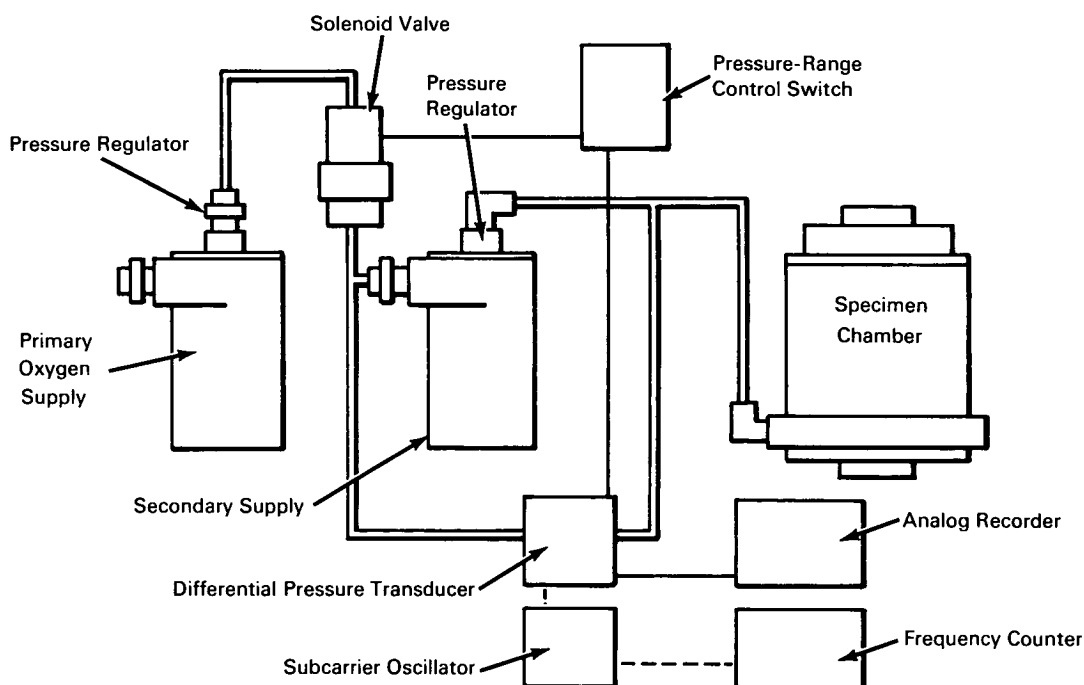 Solenoid Valve
Pressure-Range
Control Switch
Pressure
Regulator
Pressure Regulator
Specimen
Chamber
Primary
Oxygen
Supply
Secondary Supply
Analog Recorder
Differential Pressure Transducer
Frequency Counter
Subcarrier Oscillator